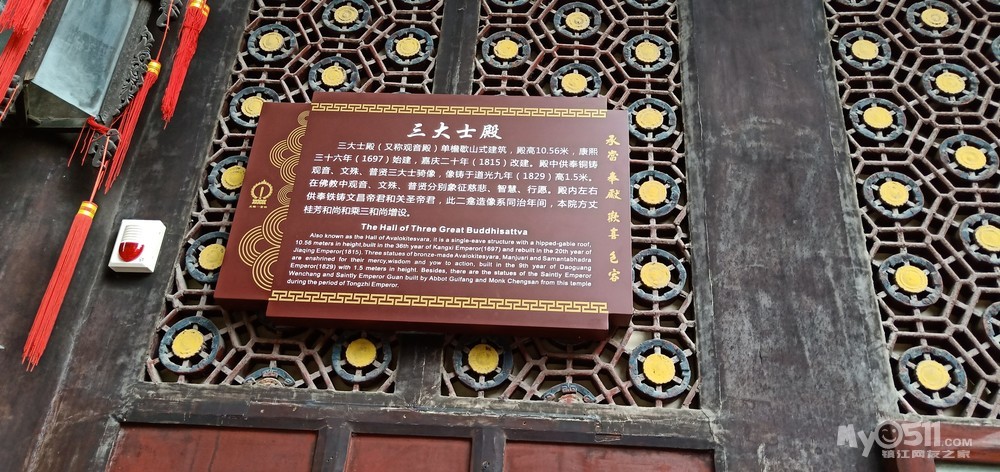 三大士殿
三大士殿(又称观音殿)单檐歇山式建筑,殿高10.56米,康熙
三十六年(1697)始建,嘉庆二十年(1815)改建。殿中供奉铜铸
观音、文殊、普贤三大士骑像,像铸于道光九年(1829)高1.5米。
在佛教中观音、文殊、普贤分别象征慈悲、智慧、行愿。殿内左右
供奉铁铸文昌帝君和关圣帝君,此二龛造像系同治年间,本院方丈
桂芳和尚和乘三和尚增设。
The Hall of Three Great Buddhisattva
Also known as the Hall of Avalokitesvara, it is a single-eave structure with a hipped-gable roof,
10.58 meters in height,built in the 36th year of Kangxi Emperor(1697) and rebuilt in the 20th year of
Jiaqing Emperor(1815). Three statues of bronze-made Avalokitesyara, Manjusri and Samantabhadra
are enshrined for their mercy,wisdom and vow to action, built in the 9th year of Daoguang
Emperor(1829) with 1.5 meters in height. Besides, there are the statues of the Saintly Emperor
Wenchang and Saintly Emperor Guan built by Abbot Guifang and Monk Chengsan from this temple
during the period of Tongzhi Emperor.
My0511.COM
镇江网友之家